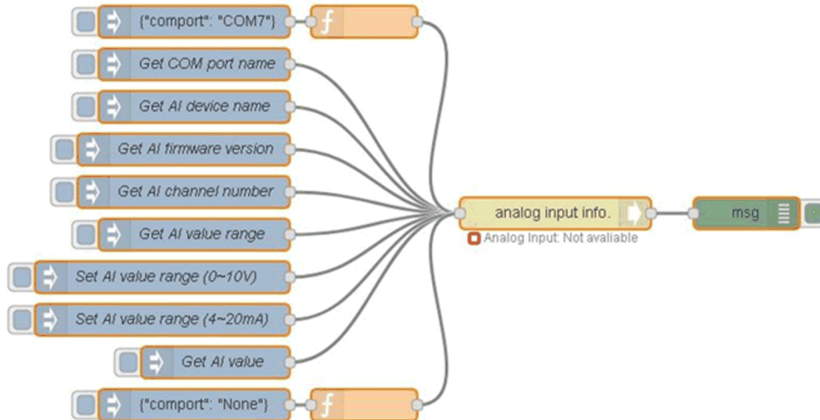 {"comport": "COM7"}
Get COM port name
Get AI device name
Get AI firmware version
Get AI channel number
Get AI value range
Set AI value range (0~10V)
Set AI value range (4~20mA)
Get AI value
{"comport": "None"}
analog input info.
Analog Input: Not avaliable
msg